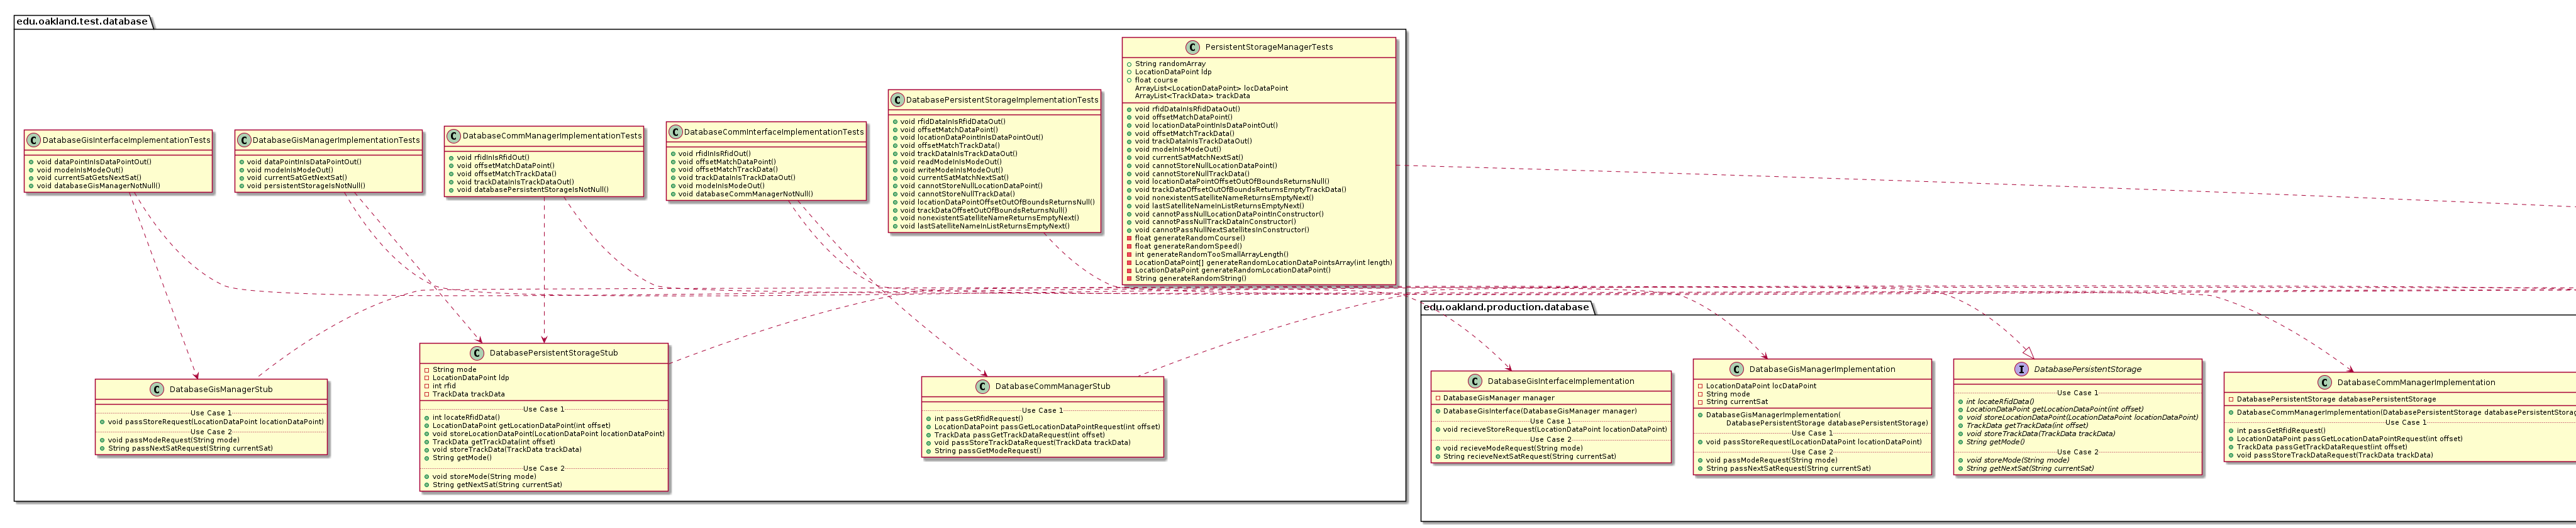 edu.oakland.test.database
PersistentStorageManagerTests
String randomArray
LocationDataPoint ldp
float course
ArrayList<LocationDataPoint> locDataPoint
ArrayList<TrackData> trackData
void rfidDataInIsRfidDataOut()
void offsetMatchDataPoint()
void locationDataPointInIsDataPointOut()
void offsetMatchTrackData()
void trackDataInIsTrackDataOut()
void modeInIsModeOut()
void currentSatMatchNextSat()
void cannotStoreNullLocationDataPoint()
void cannotStoreNullTrackData()
void locationDataPointOffsetOutOfBoundsReturnsNull()
void trackDataOffsetOutOfBoundsReturnsEmptyTrackData()
void nonexistentSatelliteNameReturnsEmptyNext()
void lastSatelliteNameInListReturnsEmptyNext()
void cannotPassNullLocationDataPointInConstructor()
void cannotPassNullTrackDataInConstructor()
void cannotPassNullNextSatellitesInConstructor()
float generateRandomCourse()
float generateRandomSpeed()
int generateRandomTooSmallArrayLength()
LocationDataPoint[] generateRandomLocationDataPointsArray(int length)
LocationDataPoint generateRandomLocationDataPoint()
String generateRandomString()
DatabasePersistentStorageImplementationTests
void rfidDataInIsRfidDataOut()
void offsetMatchDataPoint()
void locationDataPointInIsDataPointOut()
void offsetMatchTrackData()
void trackDataInIsTrackDataOut()
void readModeInIsModeOut()
void writeModeInIsModeOut()
void currentSatMatchNextSat()
void cannotStoreNullLocationDataPoint()
void cannotStoreNullTrackData()
void locationDataPointOffsetOutOfBoundsReturnsNull()
void trackDataOffsetOutOfBoundsReturnsNull()
void nonexistentSatelliteNameReturnsEmptyNext()
void lastSatelliteNameInListReturnsEmptyNext()
DatabaseCommInterfaceImplementationTests
void rfidInIsRfidOut()
void offsetMatchDataPoint()
void offsetMatchTrackData()
void trackDataInIsTrackDataOut()
void modeInIsModeOut()
void databaseCommManagerNotNull()
DatabaseCommManagerImplementationTests
void rfidInIsRfidOut()
void offsetMatchDataPoint()
void offsetMatchTrackData()
void trackDataInIsTrackDataOut()
void databasePersistentStorageIsNotNull()
DatabaseGisManagerImplementationTests
void dataPointInIsDataPointOut()
void modeInIsModeOut()
void currentSatGetNextSat()
void persistentStorageIsNotNull()
DatabaseGisInterfaceImplementationTests
void dataPointInIsDataPointOut()
void modeInIsModeOut()
void currentSatGetsNextSat()
void databaseGisManagerNotNull()
DatabaseGisManagerStub
Use Case 1
void passStoreRequest(LocationDataPoint locationDataPoint)
Use Case 2
void passModeRequest(String mode)
String passNextSatRequest(String currentSat)
DatabasePersistentStorageStub
String mode
LocationDataPoint ldp
int rfid
TrackData trackData
Use Case 1
int locateRfidData()
LocationDataPoint getLocationDataPoint(int offset)
void storeLocationDataPoint(LocationDataPoint locationDataPoint)
TrackData getTrackData(int offset)
void storeTrackData(TrackData trackData)
String getMode()
Use Case 2
void storeMode(String mode)
String getNextSat(String currentSat)
DatabaseCommManagerStub
Use Case 1
int passGetRfidRequest()
LocationDataPoint passGetLocationDataPointRequest(int offset)
TrackData passGetTrackDataRequest(int offset)
void passStoreTrackDataRequest(TrackData trackData)
String passGetModeRequest()
edu.oakland.production.database
DatabaseGisInterfaceImplementation
DatabaseGisManager manager
DatabaseGisInterface(DatabaseGisManager manager)
Use Case 1
void recieveStoreRequest(LocationDataPoint locationDataPoint)
Use Case 2
void recieveModeRequest(String mode)
String recieveNextSatRequest(String currentSat)
DatabaseGisManagerImplementation
LocationDataPoint locDataPoint
String mode
String currentSat
DatabaseGisManagerImplementation(
DatabasePersistentStorage databasePersistentStorage)
Use Case 1
void passStoreRequest(LocationDataPoint locationDataPoint)
Use Case 2
void passModeRequest(String mode)
String passNextSatRequest(String currentSat)
DatabasePersistentStorage
Use Case 1
int locateRfidData()
LocationDataPoint getLocationDataPoint(int offset)
void storeLocationDataPoint(LocationDataPoint locationDataPoint)
TrackData getTrackData(int offset)
void storeTrackData(TrackData trackData)
String getMode()
Use Case 2
void storeMode(String mode)
String getNextSat(String currentSat)
DatabaseCommManagerImplementation
DatabasePersistentStorage databasePersistentStorage
DatabaseCommManagerImplementation(DatabasePersistentStorage databasePersistentStorag
Use Case 1
int passGetRfidRequest()
LocationDataPoint passGetLocationDataPointRequest(int offset)
TrackData passGetTrackDataRequest(int offset)
void passStoreTrackDataRequest(TrackData trackData)